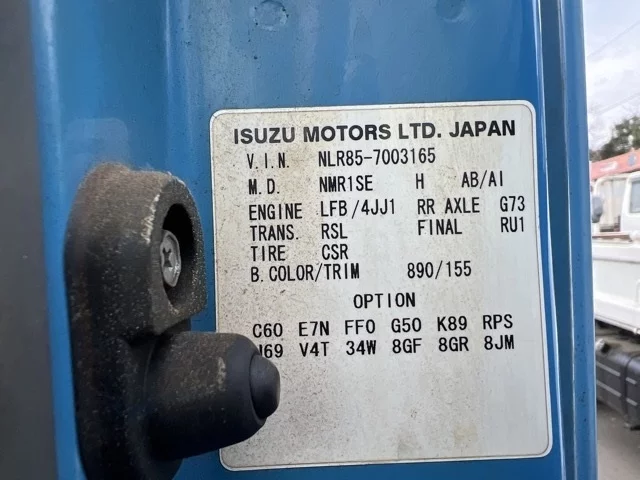 ISUZU MOTORS LTD. JAPAN
V.I.N. NLR85-7003165
M.D. NMR1SE H AB/AI
ENGINE LFB/4JJ1 RR AXLE G73
TRANS. RSL FINAL RU1
TIRE CSR
B.COLOR/TRIM 890/155
OPTION
C60 E7N FF0 G50 K89 RPS
V4T 34W 8GF 8GR 8JM